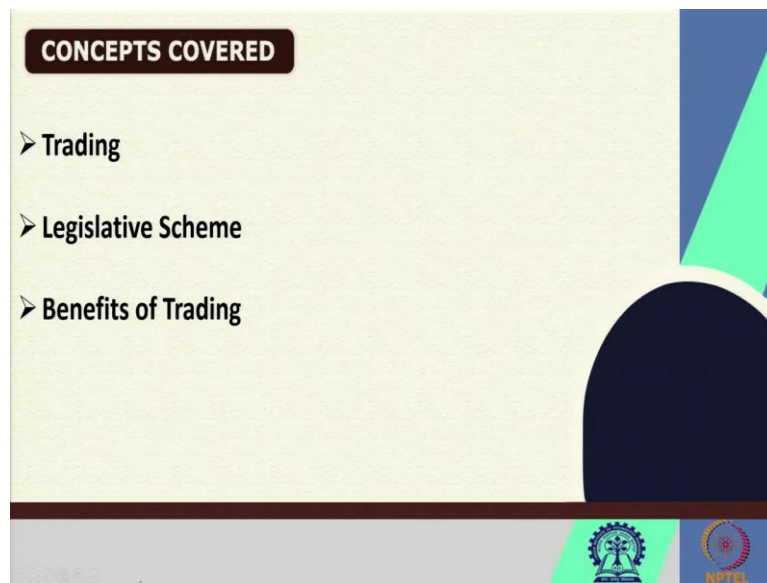 CONCEPTS COVERED
➢ Trading
➢ Legislative Scheme
➢ Benefits of Trading
NPTEL